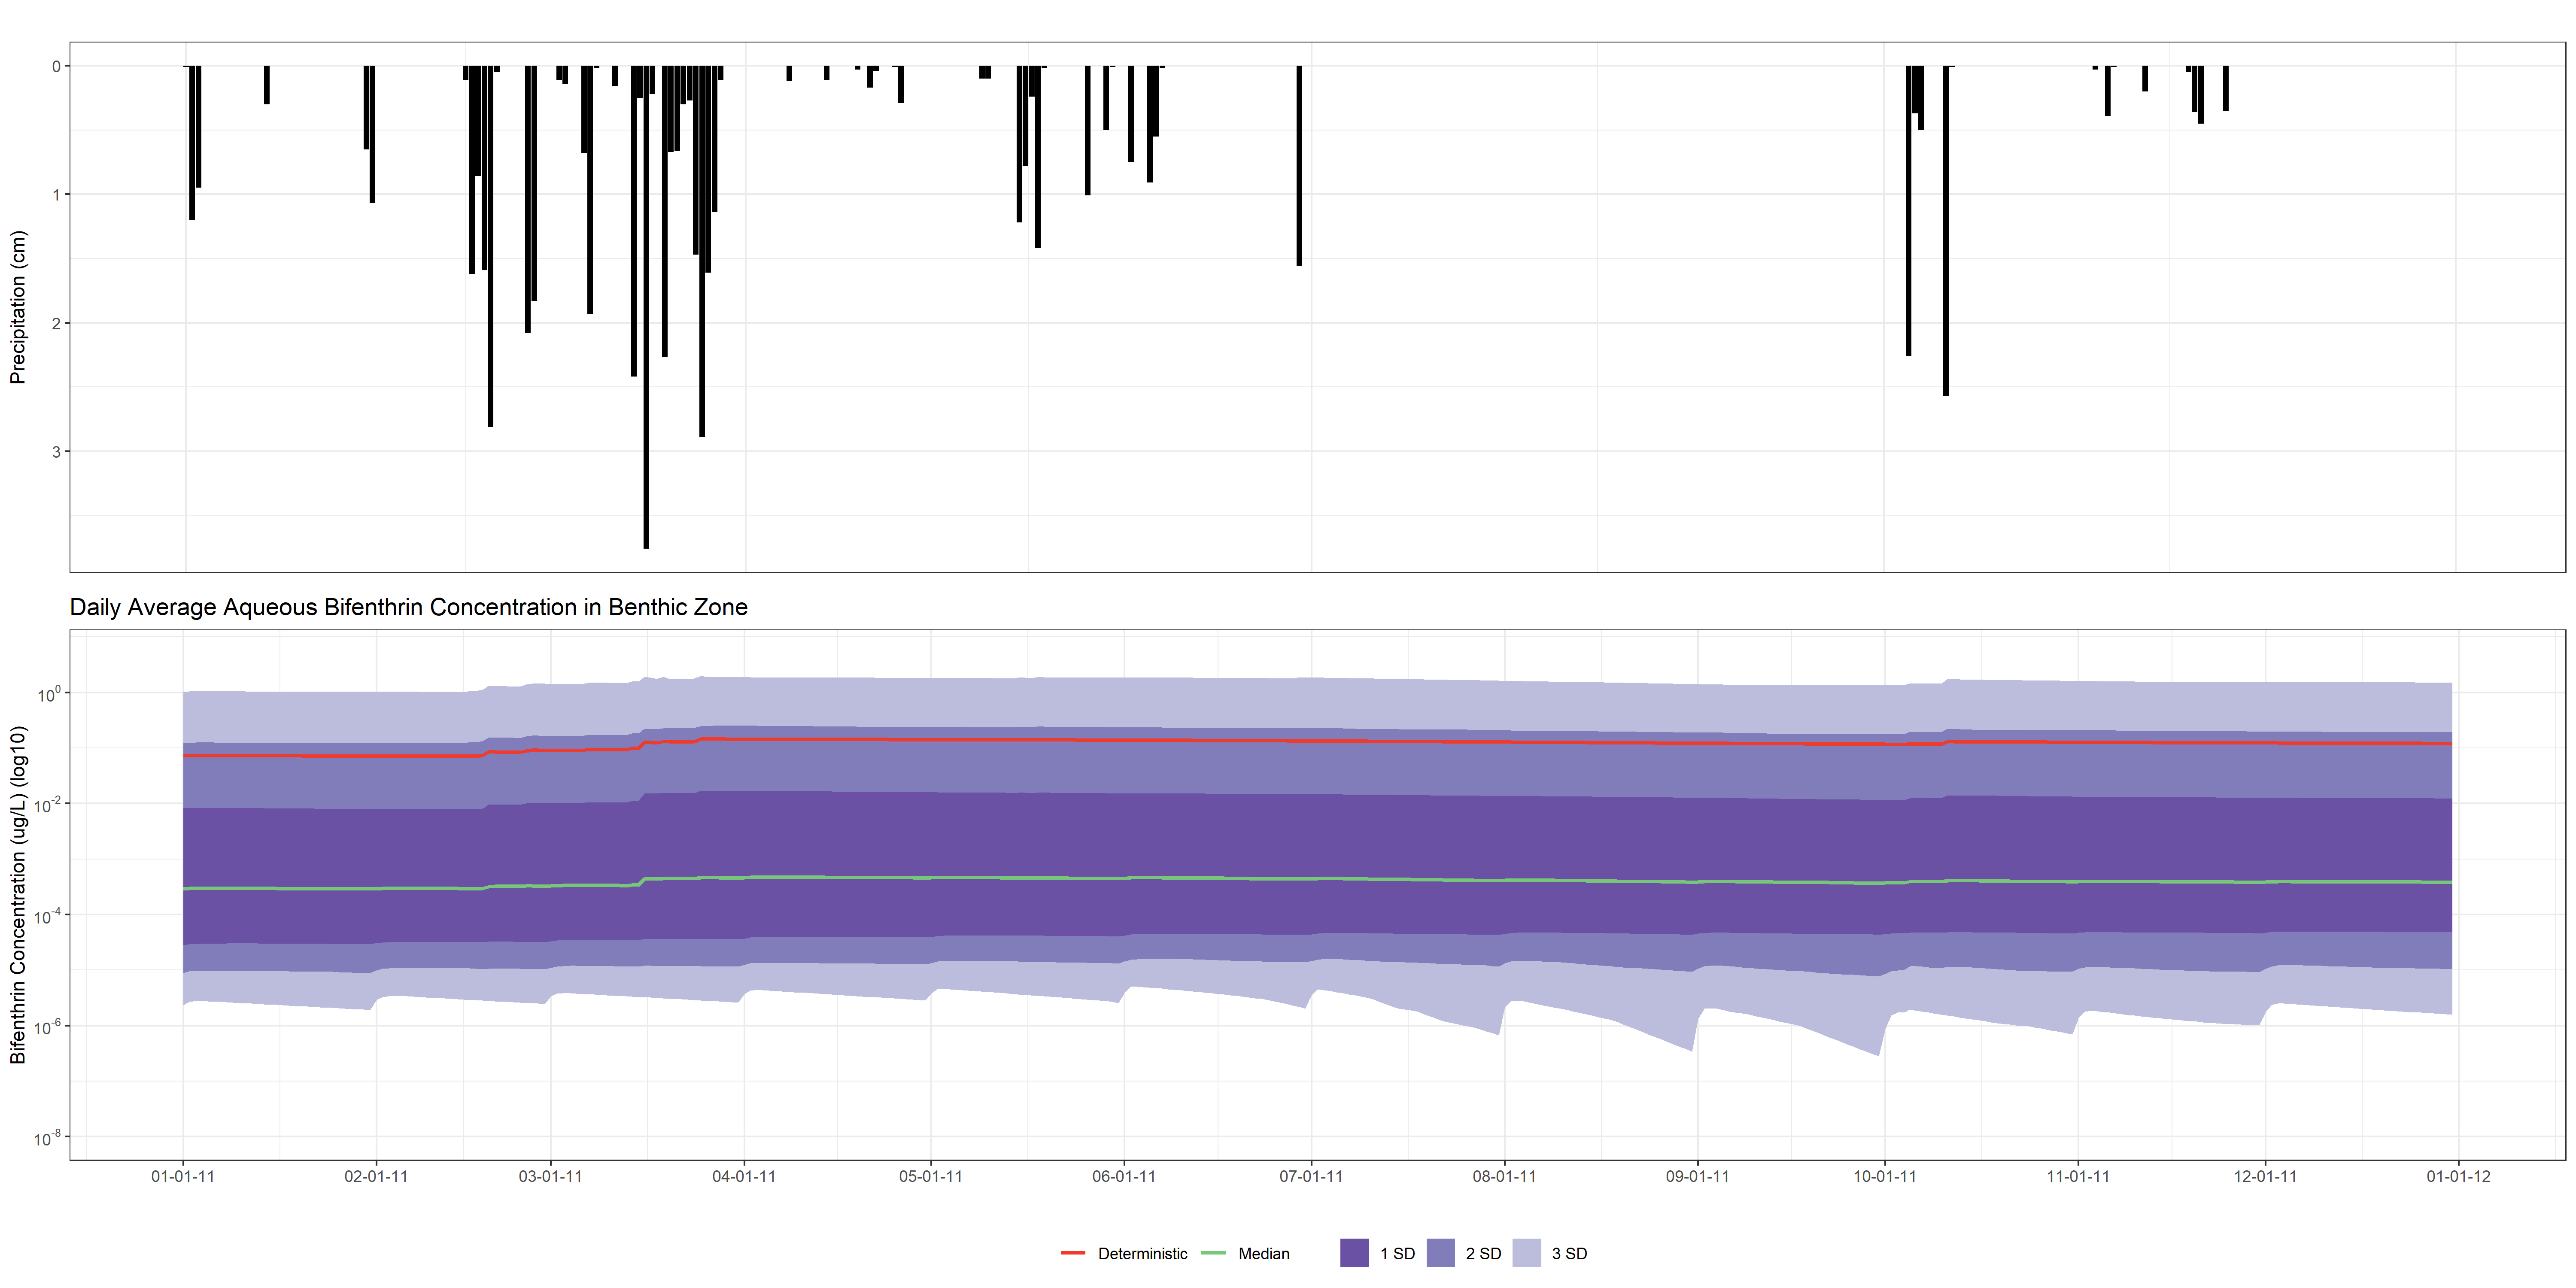 Precipitation (cm)
0
1
2
3
Daily Average Aqueous Bifenthrin Concentration in Benthic Zone
Bifenthrin Concentration (ug/L) (log10)
10⁰
10⁻²
10⁻⁴
10⁻⁶
10⁻⁸
01-01-11 02-01-11 03-01-11 04-01-11 05-01-11 06-01-11 07-01-11 08-01-11 09-01-11 10-01-11 11-01-11 12-01-11 01-01-12
Deterministic Median 1 SD 2 SD 3 SD